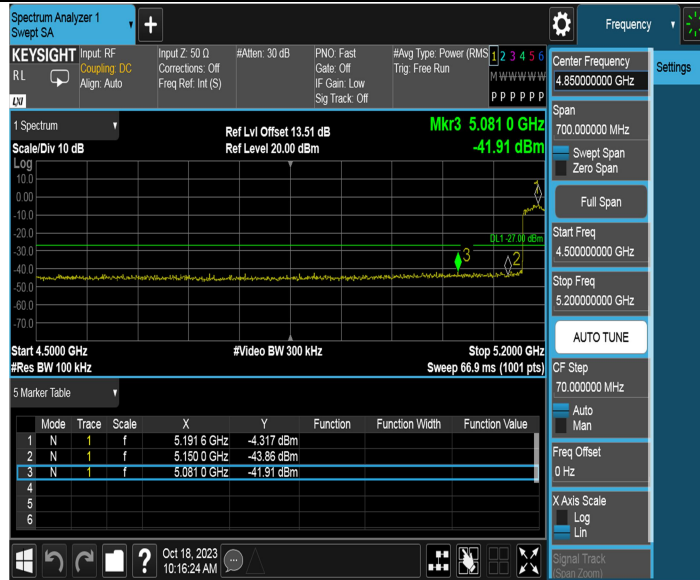 Spectrum Analyzer 1
Swept SA
+
Frequency
KEYSIGHT
RL
LXI
Input: RF
Coupling: DC
Align: Auto
Input Z: 50 Ω
Corrections: Off
Freq Ref: Int (S)
#Atten: 30 dB
PNO: Fast
Gate: Off
IF Gain: Low
Sig Track: Off
#Avg Type: Power (RMS
Trig: Free Run
1 2 3 4 5 6
M W W W W W
P P P P P P
1 Spectrum
Scale/Div 10 dB
Log
Ref Lvl Offset 13.51 dB
Ref Level 20.00 dBm
Mkr3 5.081 0 GHz
-41.91 dBm
10.0
0.00
-10.0
-20.0
-30.0
-40.0
-50.0
-60.0
-70.0
1
DL1 -27.00 dBm
3
2
Start 4.5000 GHz
#Res BW 100 kHz
#Video BW 300 kHz
Stop 5.2000 GHz
Sweep 66.9 ms (1001 pts)
5 Marker Table
Mode Trace Scale X Y Function Function Width Function Value
1 N 1 f 5.191 6 GHz -4.317 dBm
2 N 1 f 5.150 0 GHz -43.86 dBm
3 N 1 f 5.081 0 GHz -41.91 dBm
4
5
6
?
Oct 18, 2023
10:16:24 AM
Settings
Center Frequency
4.850000000 GHz
Span
700.000000 MHz
Swept Span
Zero Span
Full Span
Start Freq
4.500000000 GHz
Stop Freq
5.200000000 GHz
AUTO TUNE
CF Step
70.000000 MHz
Auto
Man
Freq Offset
0 Hz
X Axis Scale
Log
Lin
Signal Track
(Span Zoom)